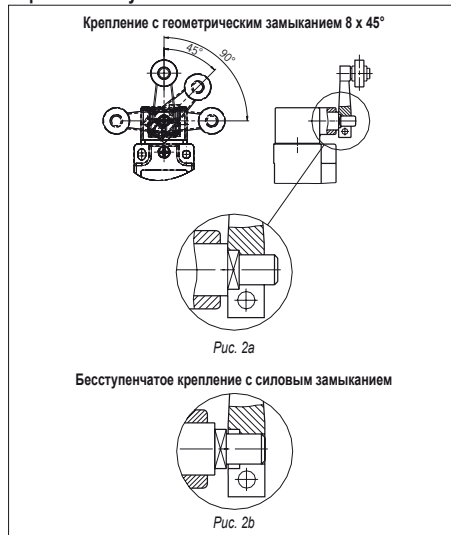 Крепление с геометрическим замыканием 8 x 45°
45°
90°
Рис. 2a
Бесступенчатое крепление с силовым замыканием
Рис. 2b